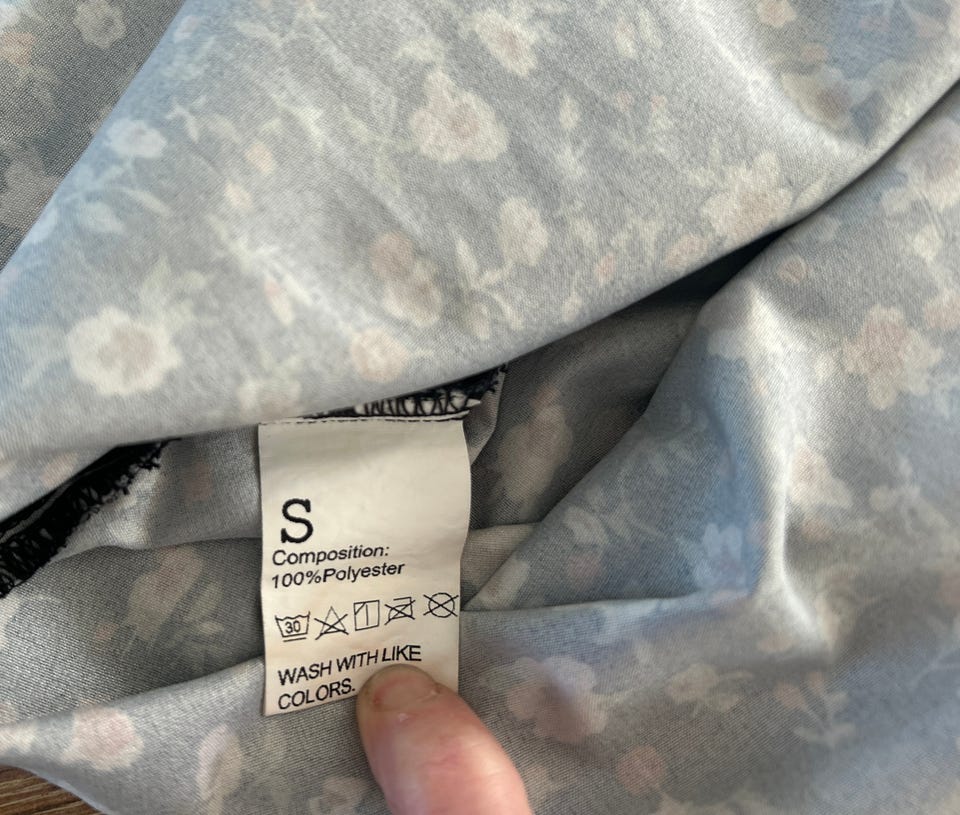 S
Composition:
100%Polyester
30
WASH WITH LIKE
COLORS.